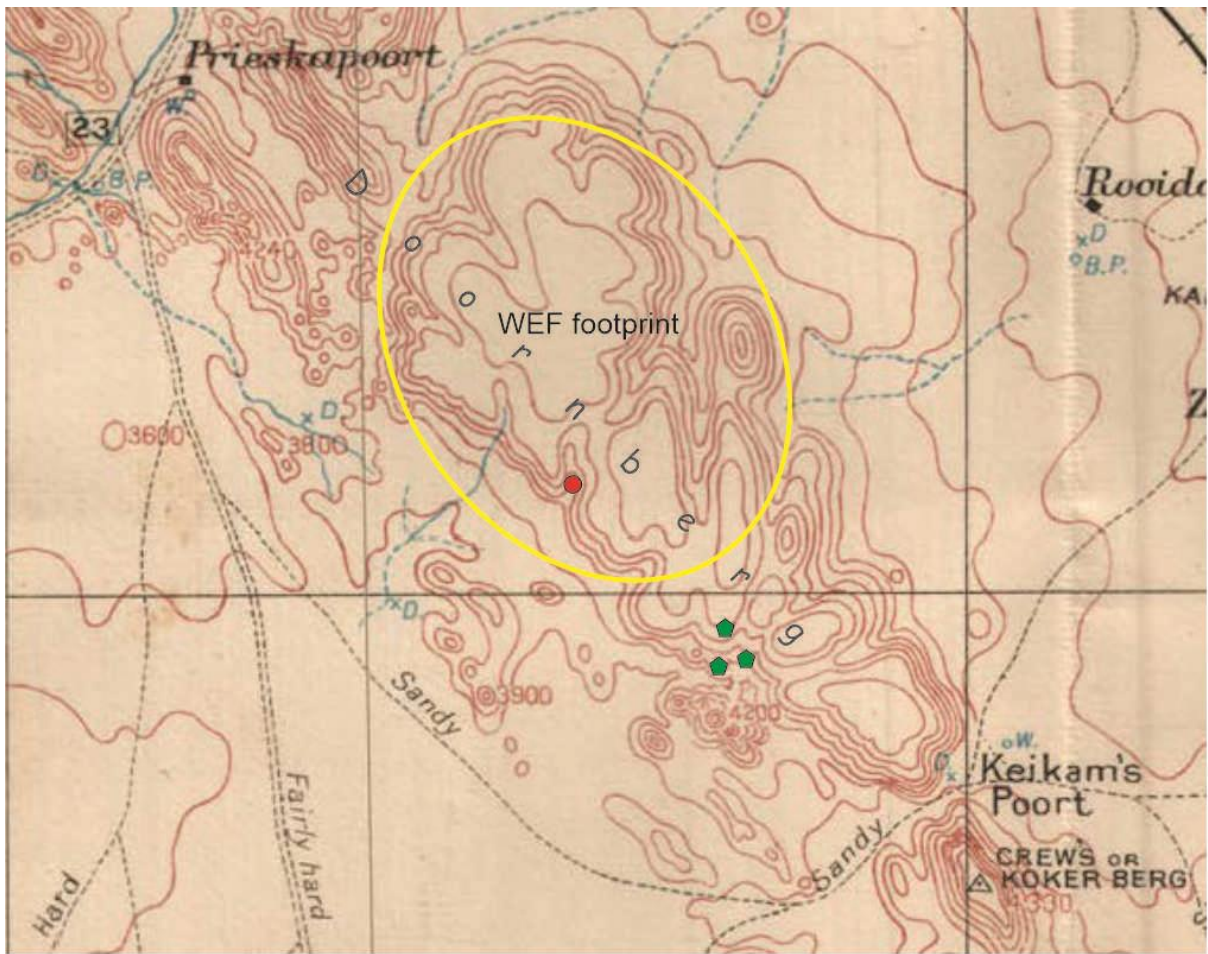 Prieskapoort
W.
23
D
B.P.
4240
Doornberg
Rooida
D
B.P.
KA
WEF footprint
D
3600
3800
Z
D
3900
4200
Sandy
W.
D
Keikam's
Poort
Fairly hard
Sandy
CREWS OR
KOKER BERG
4330
Hard